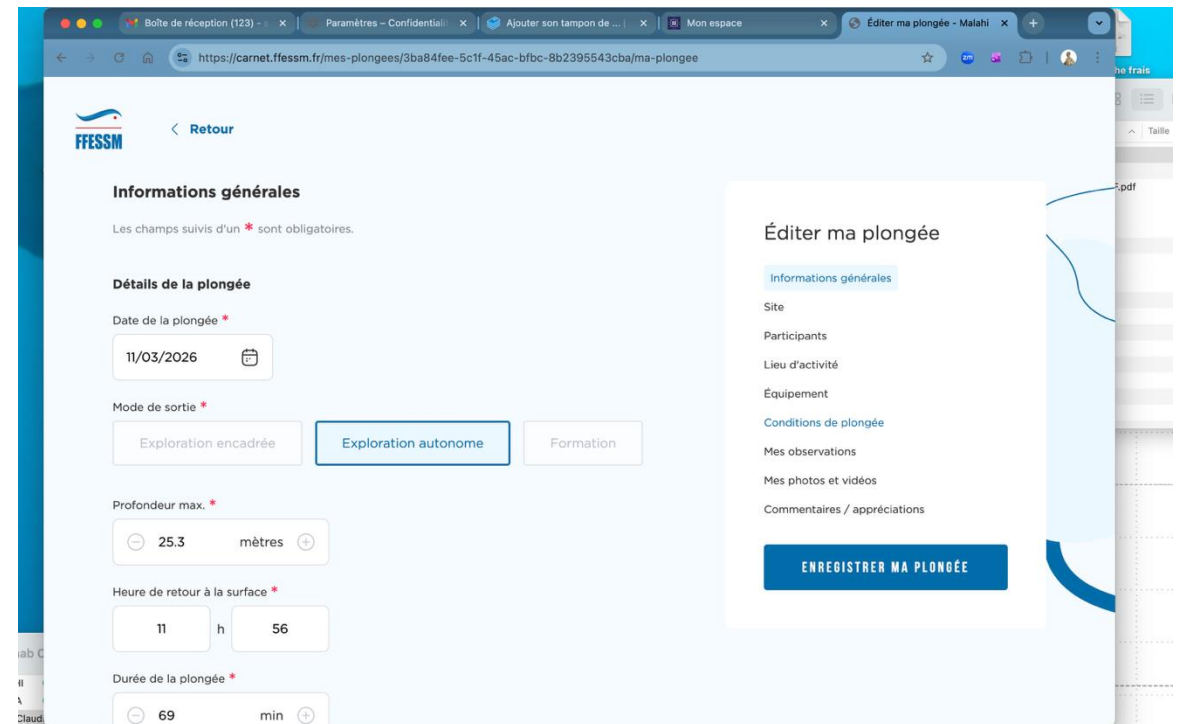 Boîte de réception (123) -
Paramètres – Confidentiali
Ajouter son tampon de ...
Mon espace
Éditer ma plongée - Malahi
https://carnet.ffessm.fr/mes-plongees/3ba84fee-5c1f-45ac-bfbc-8b2395543cba/ma-plongee
he frais
Taille
.pdf
FFESSM
Retour
Informations générales
Les champs suivis d'un * sont obligatoires.
Détails de la plongée
Date de la plongée *
11/03/2026
Mode de sortie *
Exploration encadrée
Exploration autonome
Formation
Profondeur max. *
25.3 mètres
Heure de retour à la surface *
11 h 56
Durée de la plongée *
69 min
Éditer ma plongée
Informations générales
Site
Participants
Lieu d'activité
Équipement
Conditions de plongée
Mes observations
Mes photos et vidéos
Commentaires / appréciations
ENREGISTRER MA PLONGÉE
Claud